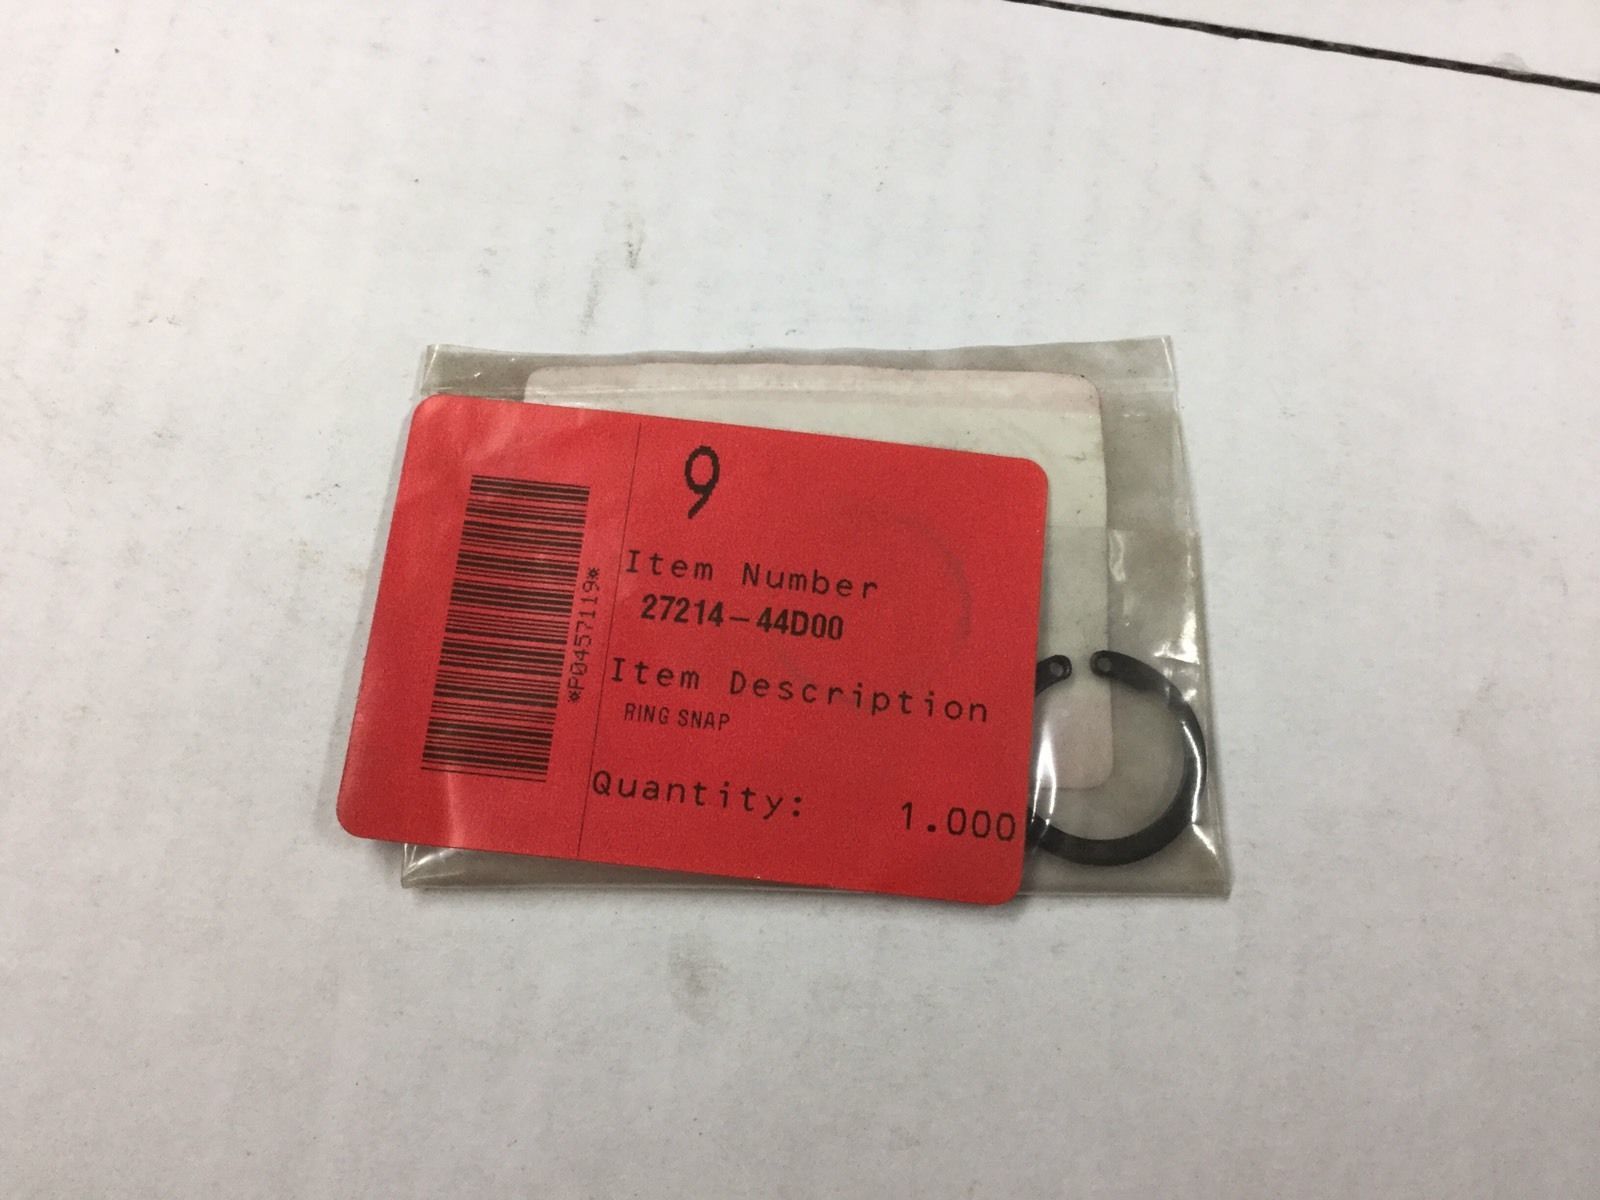 9
Item Number
27214-44D00
Item Description
RING SNAP
Quantity: 1.000
*P0457119*